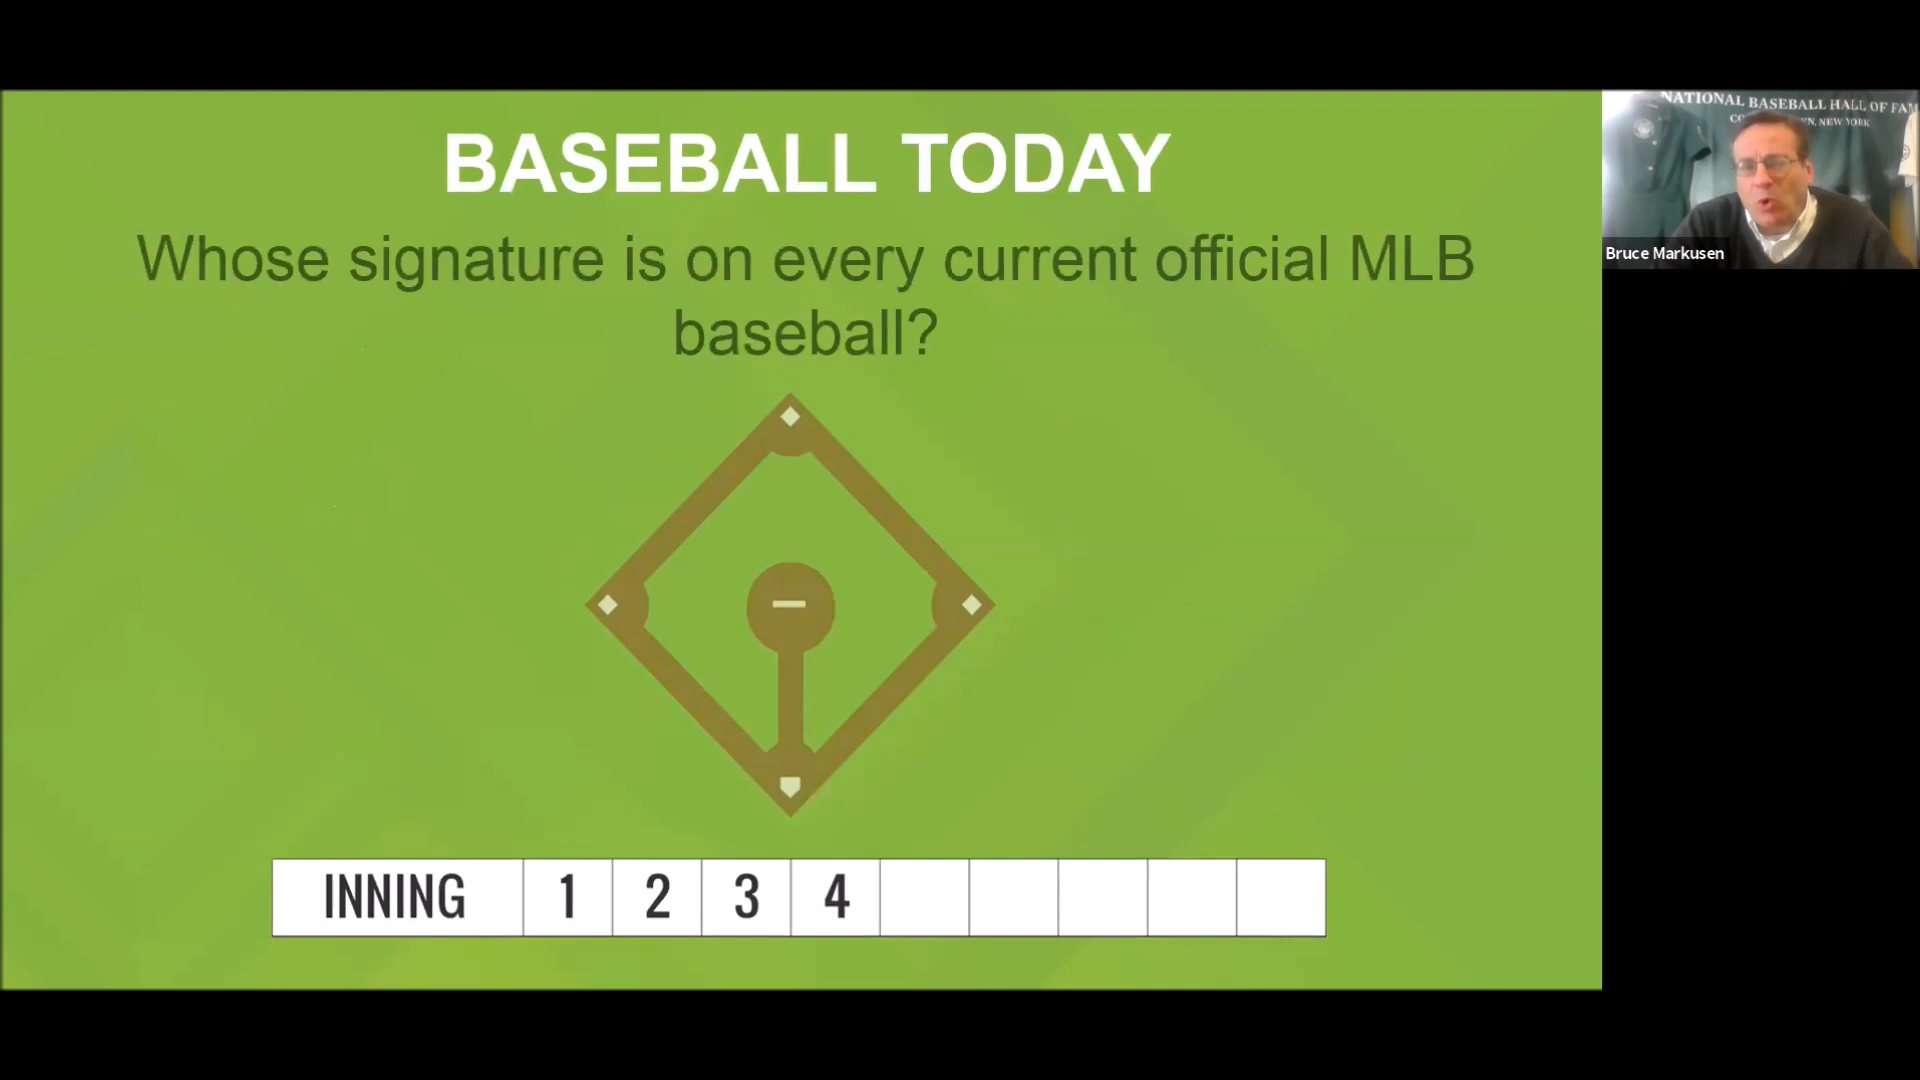 BASEBALL TODAY
Whose signature is on every current official MLB
baseball?
INNING 1 2 3 4
NATIONAL BASEBALL HALL OF FAM
N, NEW YORK
Bruce Markusen